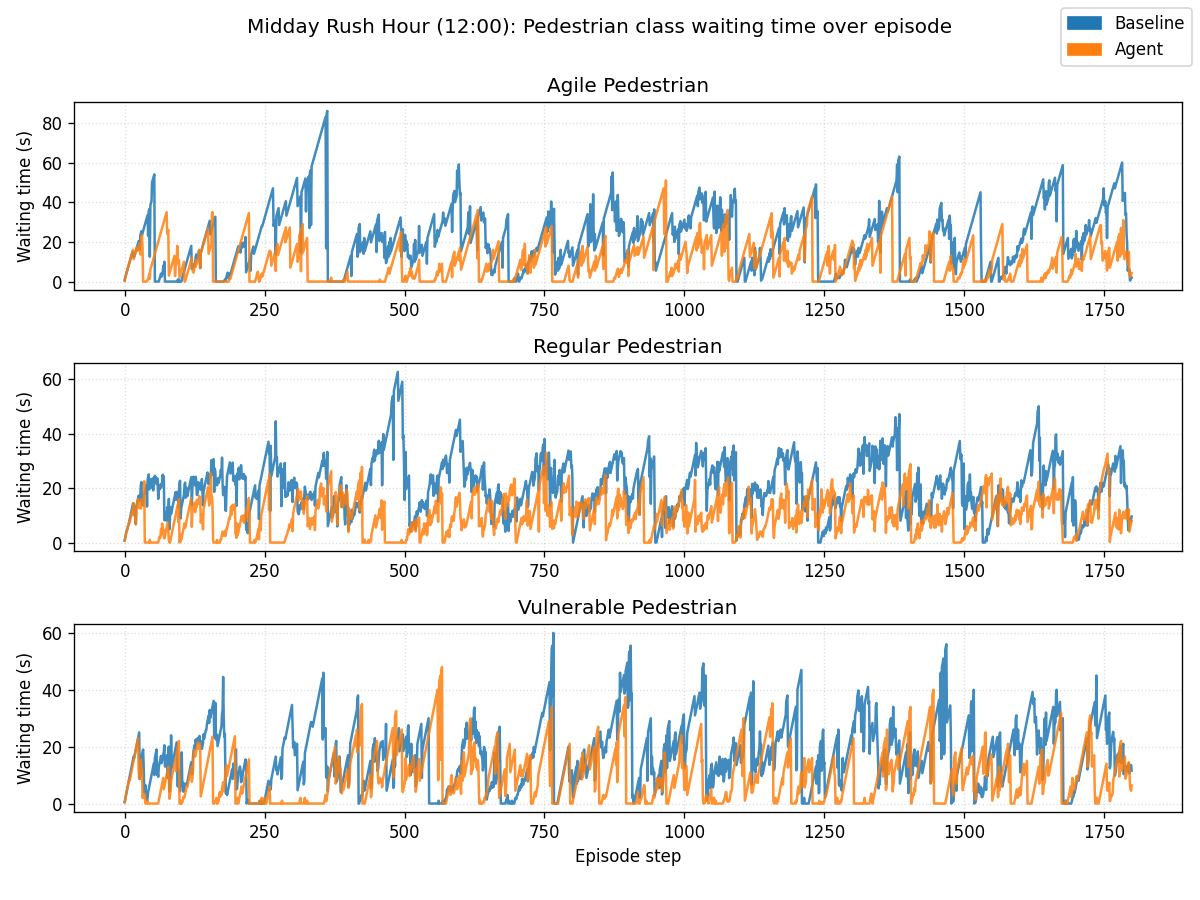 Midday Rush Hour (12:00): Pedestrian class waiting time over episode
Baseline
Agent
Agile Pedestrian
Waiting time (s)
80
60
40
20
0
0 250 500 750 1000 1250 1500 1750
Regular Pedestrian
Waiting time (s)
60
40
20
0
0 250 500 750 1000 1250 1500 1750
Vulnerable Pedestrian
Waiting time (s)
60
40
20
0
0 250 500 750 1000 1250 1500 1750
Episode step